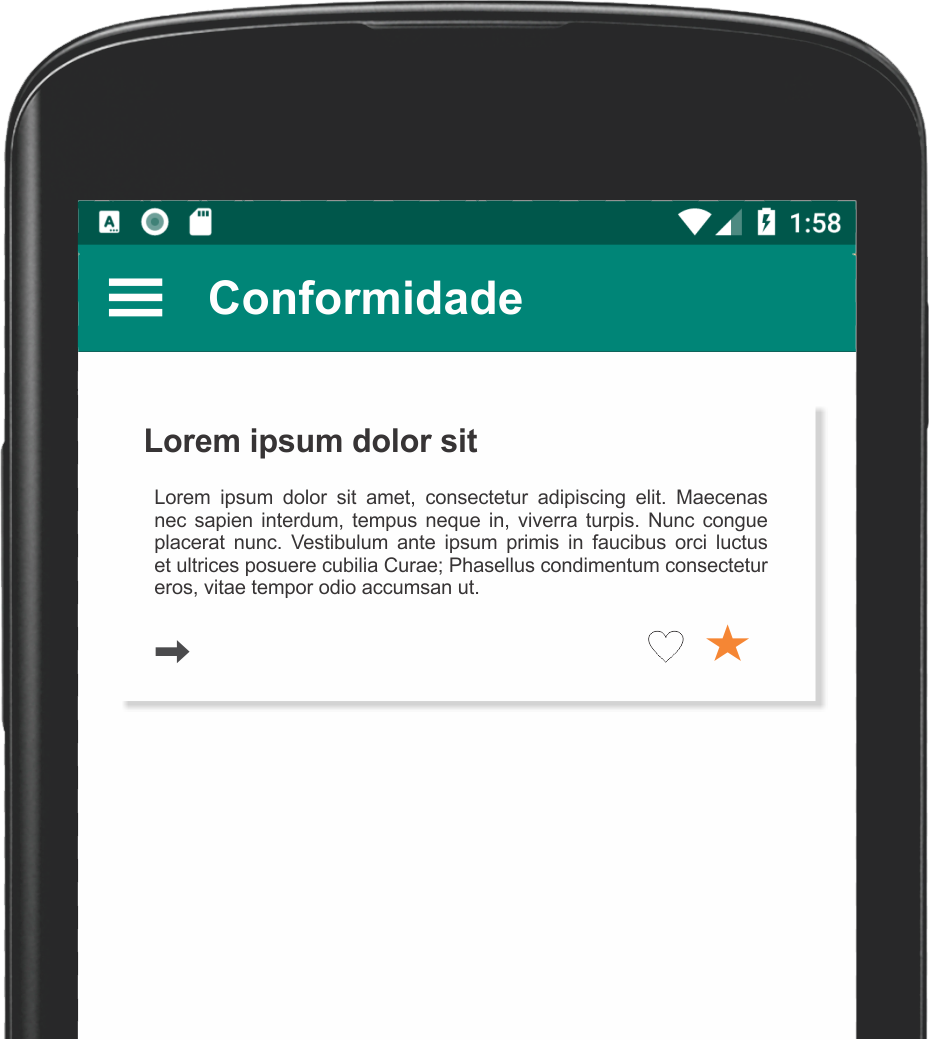 A
1:58
Conformidade
Lorem ipsum dolor sit
Lorem ipsum dolor sit amet, consectetur adipiscing elit. Maecenas
nec sapien interdum, tempus neque in, viverra turpis. Nunc congue
placerat nunc. Vestibulum ante ipsum primis in faucibus orci luctus
et ultrices posuere cubilia Curae; Phasellus condimentum consectetur
eros, vitae tempor odio accumsan ut.